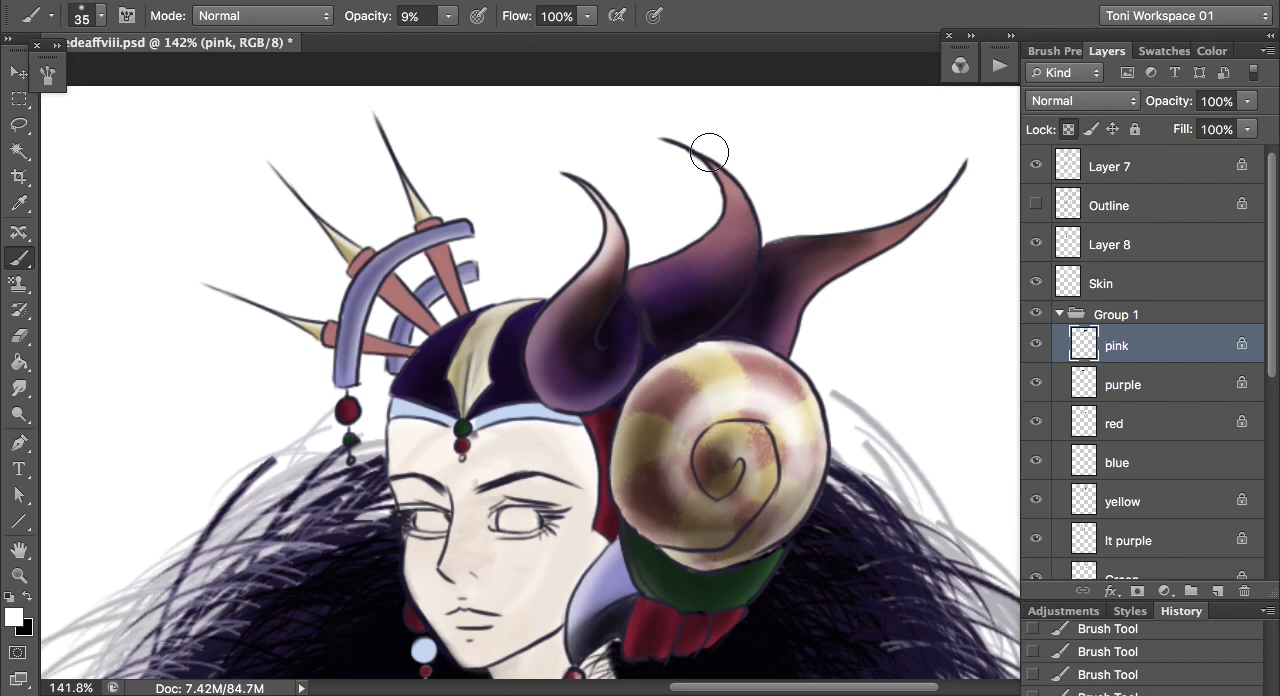 35 Mode: Normal Opacity: 9% Flow: 100% Toni Workspace 01
edeaffviii.psd @ 142% (pink, RGB/8) *
Brush Pre Layers Swatches Color
Kind
Normal Opacity: 100%
Lock: Fill: 100%
Layer 7
Outline
Layer 8
Skin
Group 1
pink
purple
red
blue
yellow
lt purple
Green
Adjustments Styles History
Brush Tool
Brush Tool
Brush Tool
141.8% Doc: 7.42M/84.7M